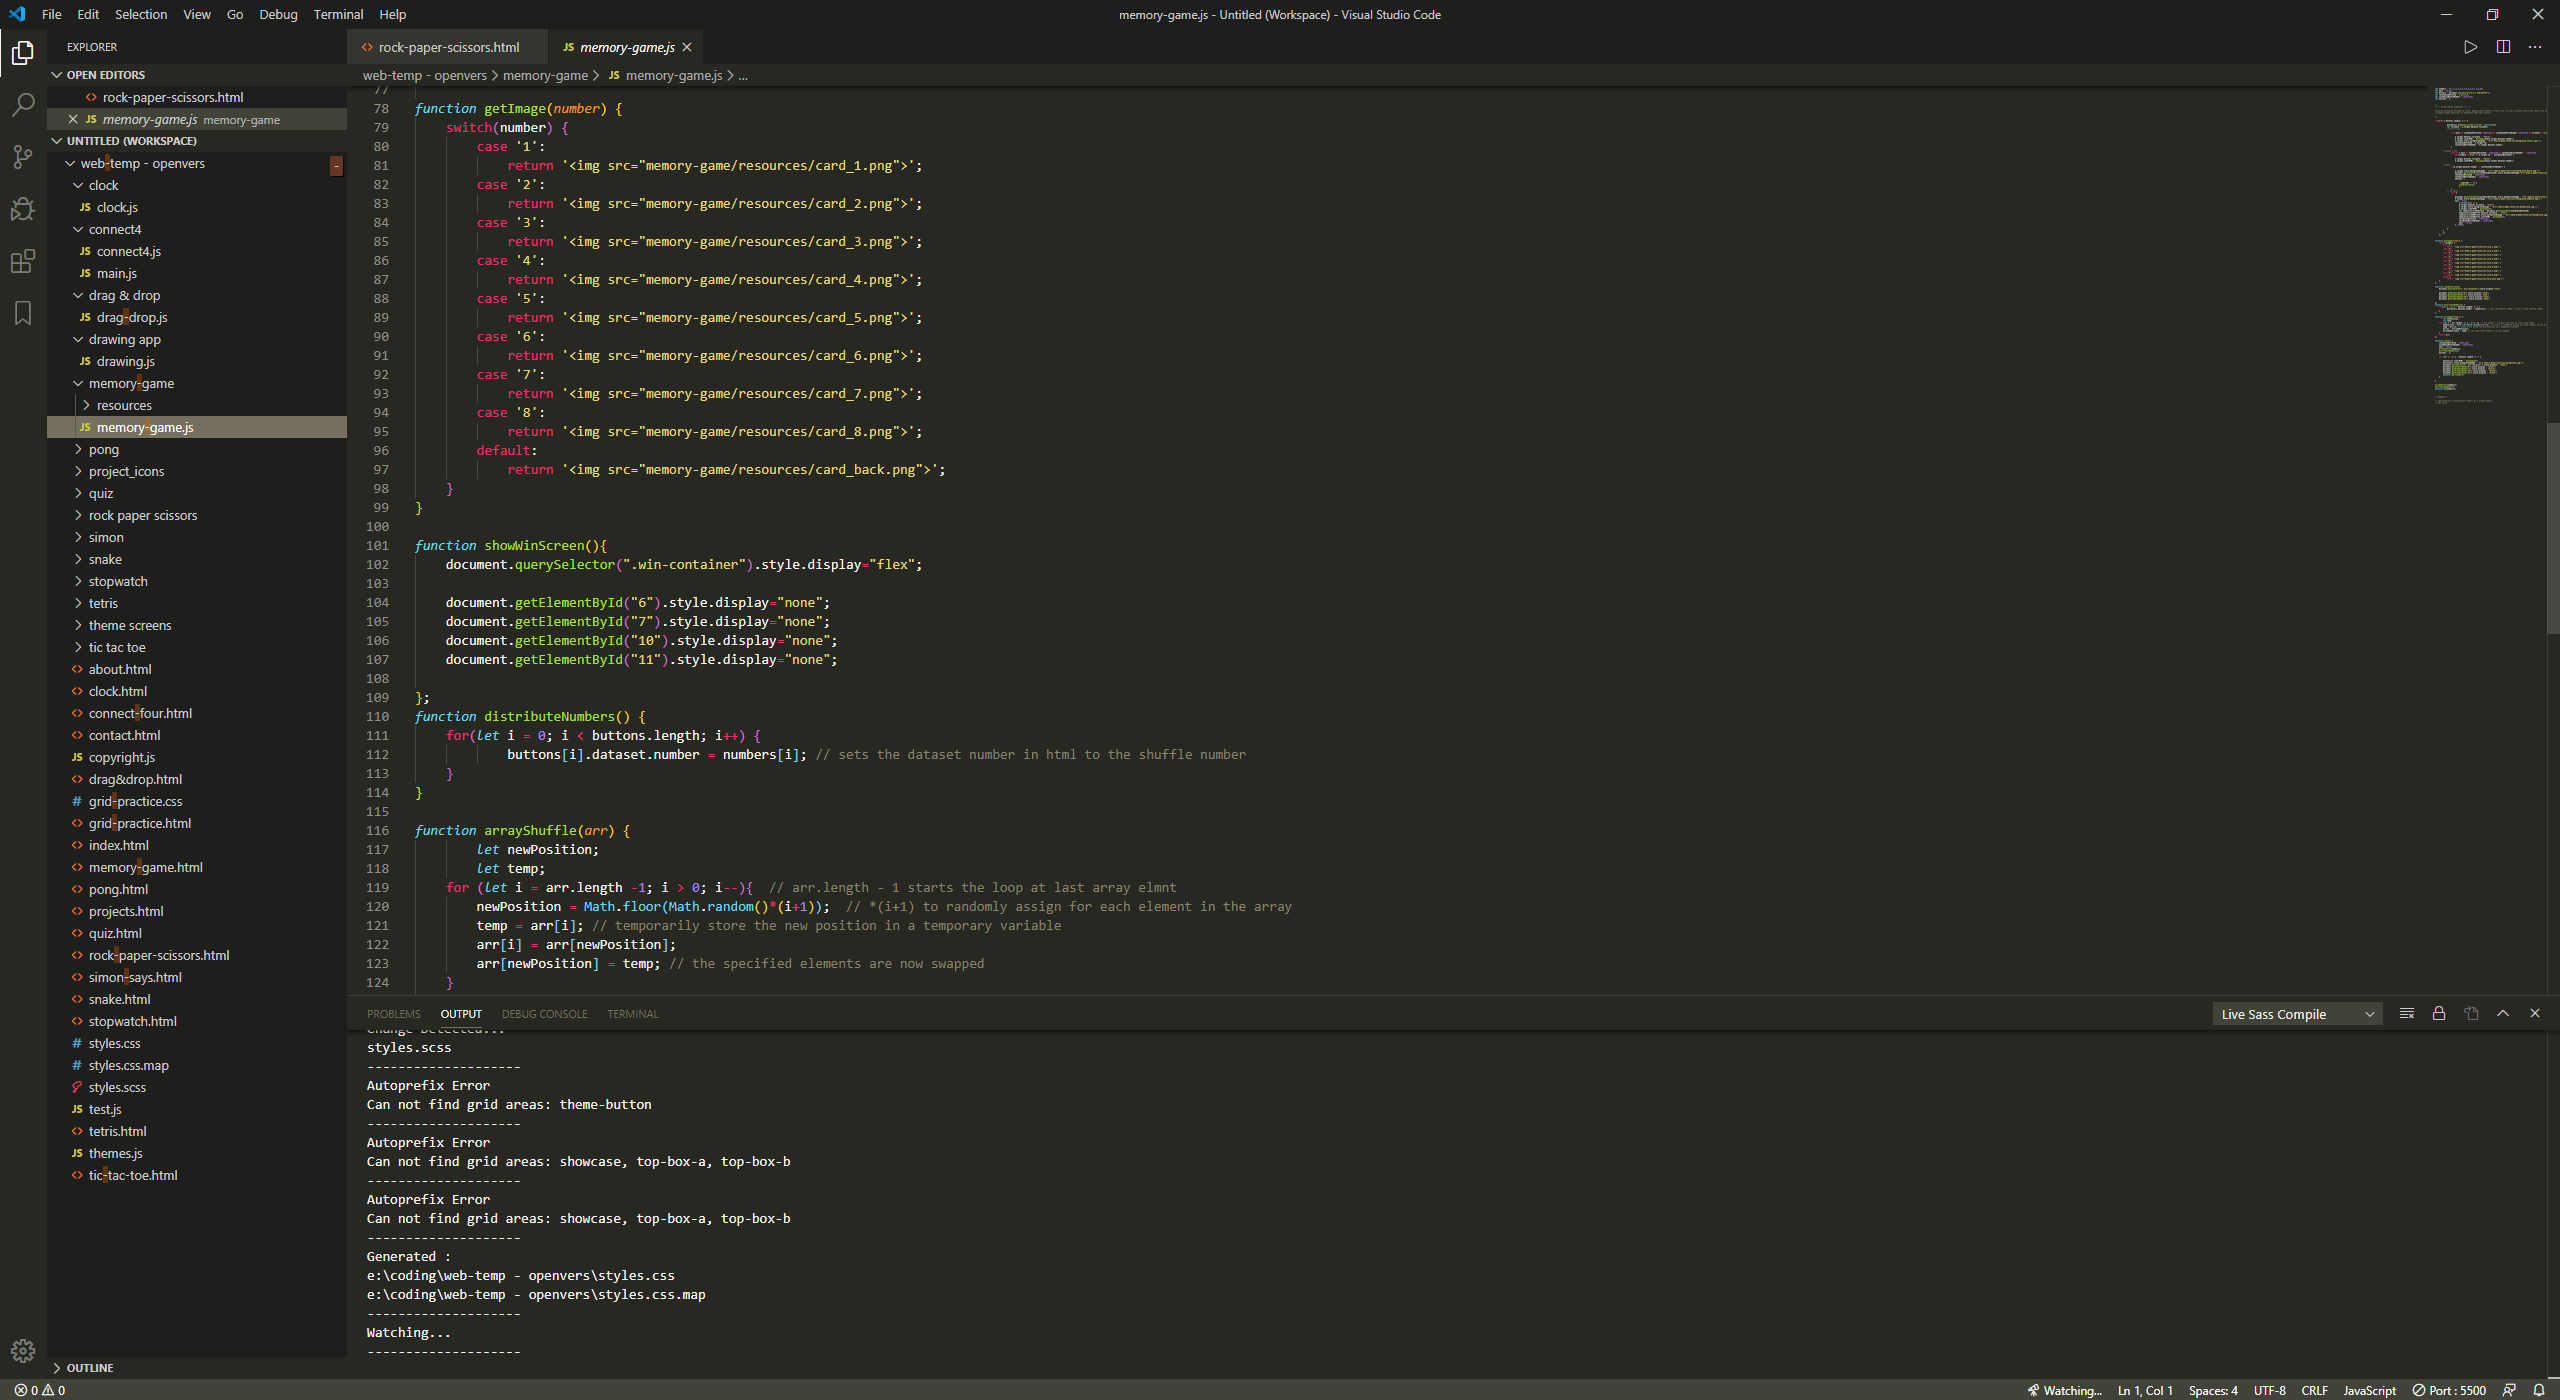 File Edit Selection View Go Debug Terminal Help
memory-game.js - Untitled (Workspace) - Visual Studio Code
EXPLORER
OPEN EDITORS
rock-paper-scissors.html
memory-game.js memory-game
UNTITLED (WORKSPACE)
web-temp - openvers
clock
JS clock.js
connect4
JS connect4.js
JS main.js
drag & drop
JS drag-drop.js
drawing app
JS drawing.js
memory-game
resources
JS memory-game.js
pong
project_icons
quiz
rock paper scissors
simon
snake
stopwatch
tetris
theme screens
tic tac toe
about.html
clock.html
connect-four.html
contact.html
JS copyright.js
drag&drop.html
# grid-practice.css
grid-practice.html
index.html
memory-game.html
pong.html
projects.html
quiz.html
rock-paper-scissors.html
simon-says.html
snake.html
stopwatch.html
# styles.css
# styles.css.map
styles.scss
JS test.js
tetris.html
JS themes.js
tic-tac-toe.html
OUTLINE
rock-paper-scissors.html
JS memory-game.js
web-temp - openvers > memory-game > JS memory-game.js > ...
77
78 function getImage(number) {
79 switch(number) {
80 case '1':
81 return '<img src="memory-game/resources/card_1.png">';
82 case '2':
83 return '<img src="memory-game/resources/card_2.png">';
84 case '3':
85 return '<img src="memory-game/resources/card_3.png">';
86 case '4':
87 return '<img src="memory-game/resources/card_4.png">';
88 case '5':
89 return '<img src="memory-game/resources/card_5.png">';
90 case '6':
91 return '<img src="memory-game/resources/card_6.png">';
92 case '7':
93 return '<img src="memory-game/resources/card_7.png">';
94 case '8':
95 return '<img src="memory-game/resources/card_8.png">';
96 default:
97 return '<img src="memory-game/resources/card_back.png">';
98 }
99 }
100
101 function showWinScreen(){
102 document.querySelector(".win-container").style.display="flex";
103
104 document.getElementById("6").style.display="none";
105 document.getElementById("7").style.display="none";
106 document.getElementById("10").style.display="none";
107 document.getElementById("11").style.display="none";
108
109 };
110 function distributeNumbers() {
111 for(let i = 0; i < buttons.length; i++) {
112 buttons[i].dataset.number = numbers[i]; // sets the dataset number in html to the shuffle number
113 }
114 }
115
116 function arrayShuffle(arr) {
117 let newPosition;
118 let temp;
119 for (let i = arr.length -1; i > 0; i--){ // arr.length - 1 starts the loop at last array elmnt
120 newPosition = Math.floor(Math.random()*(i+1)); // *(i+1) to randomly assign for each element in the array
121 temp = arr[i]; // temporarily store the new position in a temporary variable
122 arr[i] = arr[newPosition];
123 arr[newPosition] = temp; // the specified elements are now swapped
124 }
PROBLEMS OUTPUT DEBUG CONSOLE TERMINAL
Live Sass Compile
Change Detected...
styles.scss
--------------------
Autoprefix Error
Can not find grid areas: theme-button
--------------------
Autoprefix Error
Can not find grid areas: showcase, top-box-a, top-box-b
--------------------
Autoprefix Error
Can not find grid areas: showcase, top-box-a, top-box-b
--------------------
Generated :
e:\coding\web-temp - openvers\styles.css
e:\coding\web-temp - openvers\styles.css.map
--------------------
Watching...
--------------------
0 0
Watching... Ln 1, Col 1 Spaces: 4 UTF-8 CRLF JavaScript Port : 5500